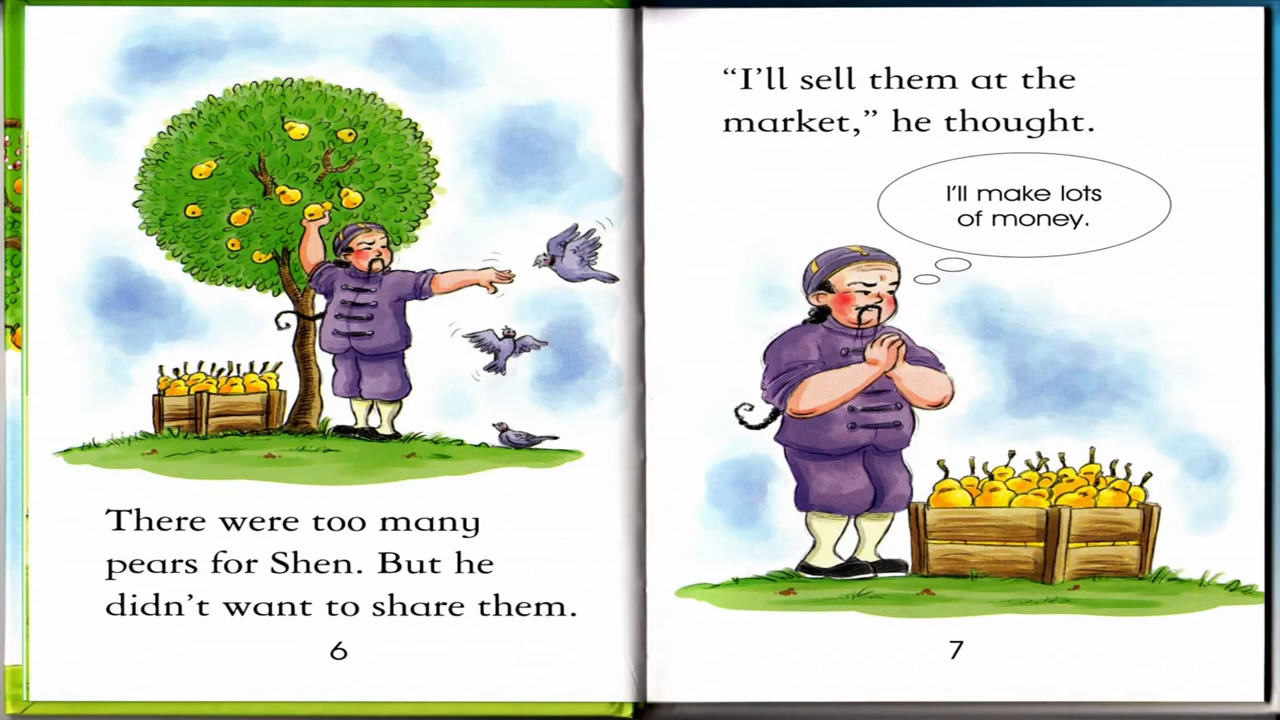 There were too many
pears for Shen. But he
didn't want to share them.
6
“I'll sell them at the
market,” he thought.
I'll make lots
of money.
7